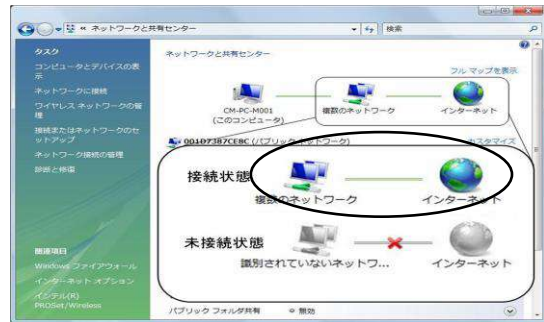 ネットワークと共有センター
検索
タスク
コンピュータとデバイスの表
示
ネットワークに接続
ワイヤレス ネットワークの管
理
接続またはネットワークのセ
ットアップ
ネットワーク接続の管理
診断と修復
関連項目
Windows ファイアウォール
インターネット オプション
インテル(R)
PROSet/Wireless
ネットワークと共有センター
フル マップを表示
CM-PC-M001
(このコンピュータ)
複数のネットワーク
インターネット
001D7387CE8C (パブリック ネットワーク)
カスタマイズ
接続状態
複数のネットワーク
インターネット
未接続状態
識別されていないネットワ...
インターネット
パブリック フォルダ共有
無効